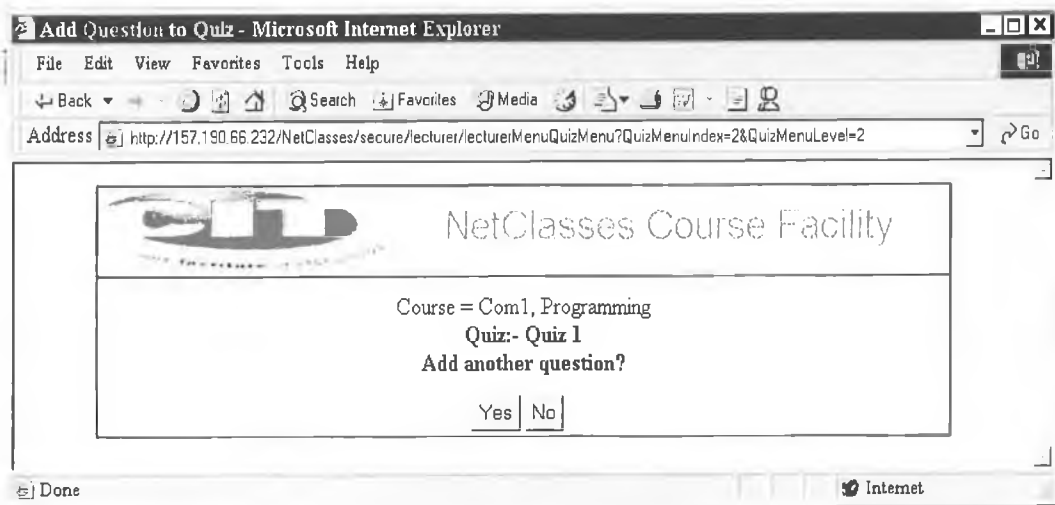 Add Question to Quiz - Microsoft Internet Explorer
File Edit View Favorites Tools Help
Back Search Favorites Media
Address http://157.190.66.232/NetClasses/secure/lecturer/lecturerMenuQuizMenu?QuizMenuIndex=2&QuizMenuLevel=2 Go
NetClasses Course Facility
Institute
Course = Com1, Programming
Quiz:- Quiz 1
Add another question?
Yes No
Done Internet